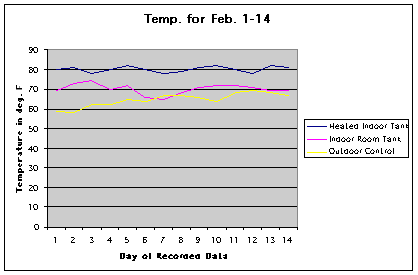 Temp. for Feb. 1-14
90
80
70
60
50
40
30
20
10
0
Temperature in deg. F
1 2 3 4 5 6 7 8 9 10 11 12 13 14
Day of Recorded Data
Heated Indoor Tank
Indoor Room Tank
Outdoor Control